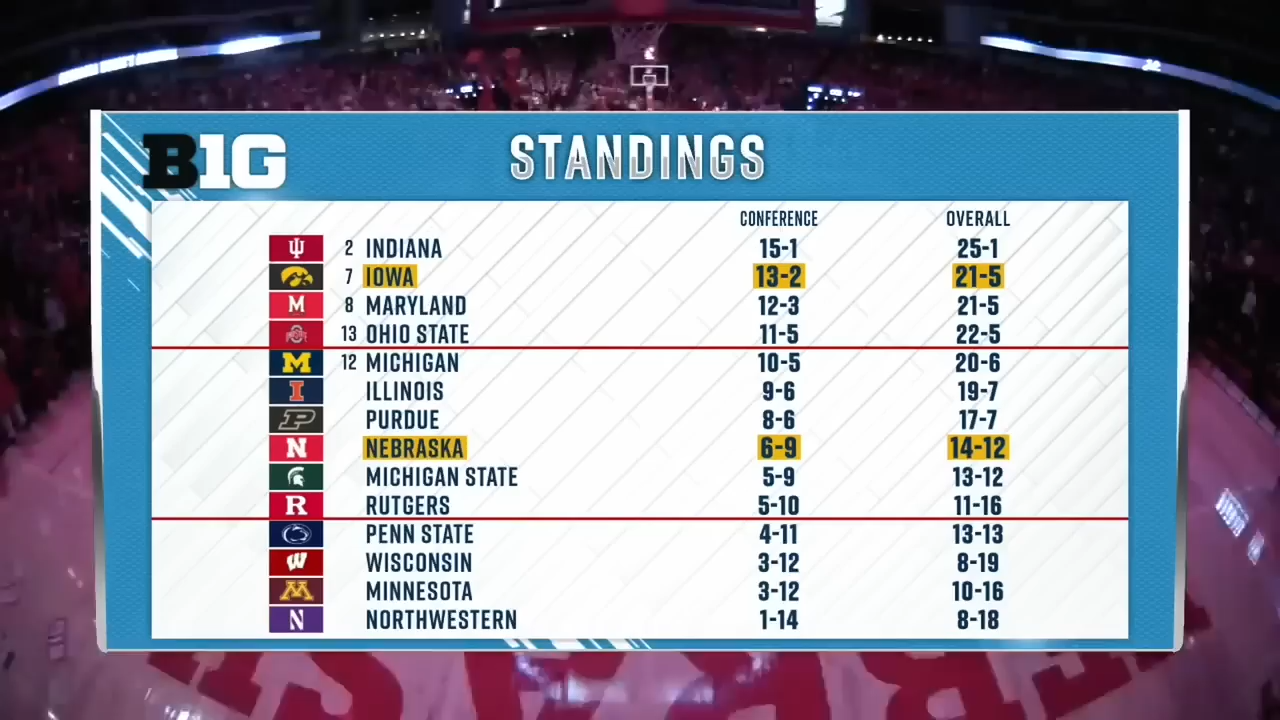 B1G
STANDINGS
CONFERENCE OVERALL
2 INDIANA 15-1 25-1
7 IOWA 13-2 21-5
8 MARYLAND 12-3 21-5
13 OHIO STATE 11-5 22-5
12 MICHIGAN 10-5 20-6
ILLINOIS 9-6 19-7
PURDUE 8-6 17-7
NEBRASKA 6-9 14-12
MICHIGAN STATE 5-9 13-12
RUTGERS 5-10 11-16
PENN STATE 4-11 13-13
WISCONSIN 3-12 8-19
MINNESOTA 3-12 10-16
NORTHWESTERN 1-14 8-18